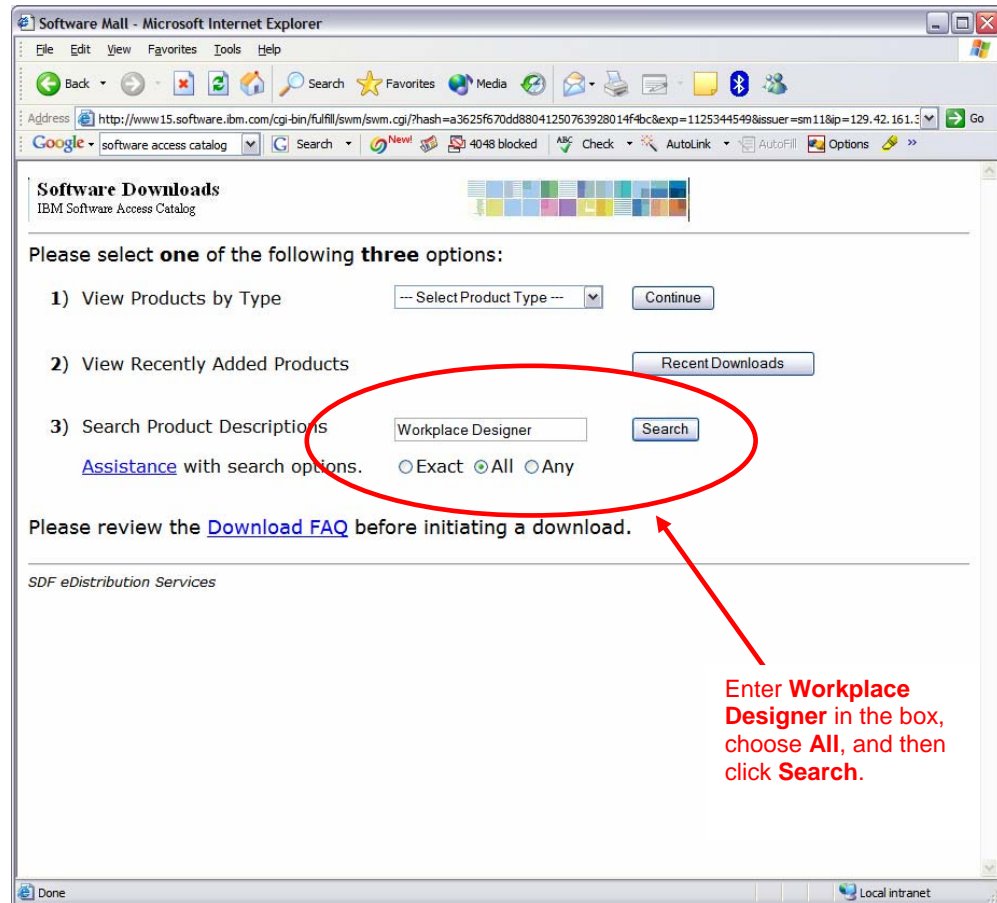 Software Mall - Microsoft Internet Explorer
File Edit View Favorites Tools Help
Back Search Favorites Media
Address http://www15.software.ibm.com/cgi-bin/fulfill/swm/swm.cgi/?hash=a3625f670dd88041250763928014f4bc&exp=1125344549&issuer=sm11&ip=129.42.161.3 Go
Google software access catalog Search New! 4048 blocked ABC Check AutoLink AutoFill Options »
Software Downloads
IBM Software Access Catalog
Please select one of the following three options:
1) View Products by Type --- Select Product Type --- Continue
2) View Recently Added Products Recent Downloads
3) Search Product Descriptions Workplace Designer Search
Assistance with search options. Exact All Any
Please review the Download FAQ before initiating a download.
SDF eDistribution Services
Enter Workplace
Designer in the box,
choose All, and then
click Search.
Done Local intranet